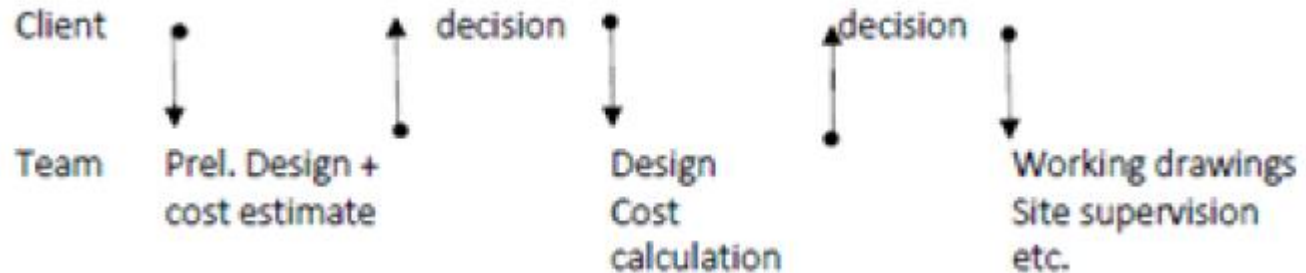 Client decision decision
Team Prel. Design + Design Working drawings
cost estimate Cost Site supervision
calculation etc.